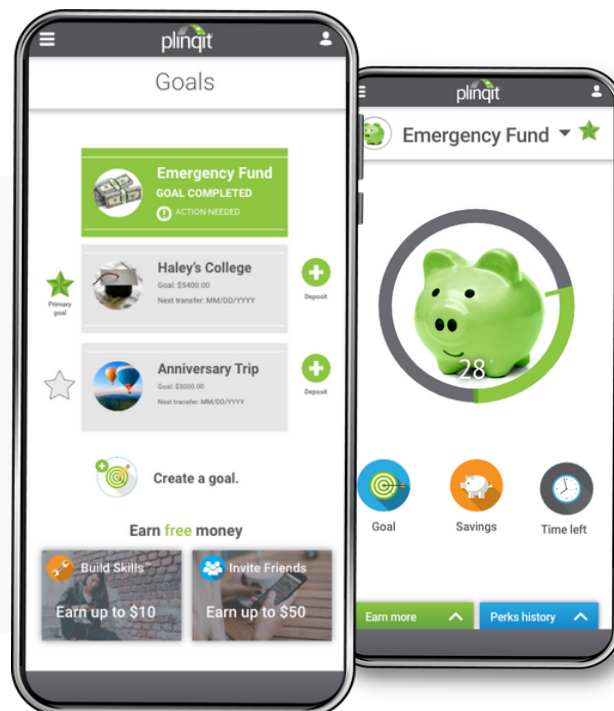 plinqit
Goals
Emergency Fund
GOAL COMPLETED
ACTION NEEDED
Primary
goal
Haley's College
Goal: $5400.00
Next transfer: MM/DD/YYYY
Deposit
Anniversary Trip
Goal: $3000.00
Next transfer: MM/DD/YYYY
Deposit
Create a goal.
Earn free money
Build Skills
Earn up to $10
Invite Friends
Earn up to $50
plinqit
Emergency Fund
28
Goal
Savings
Time left
Earn more
Perks history